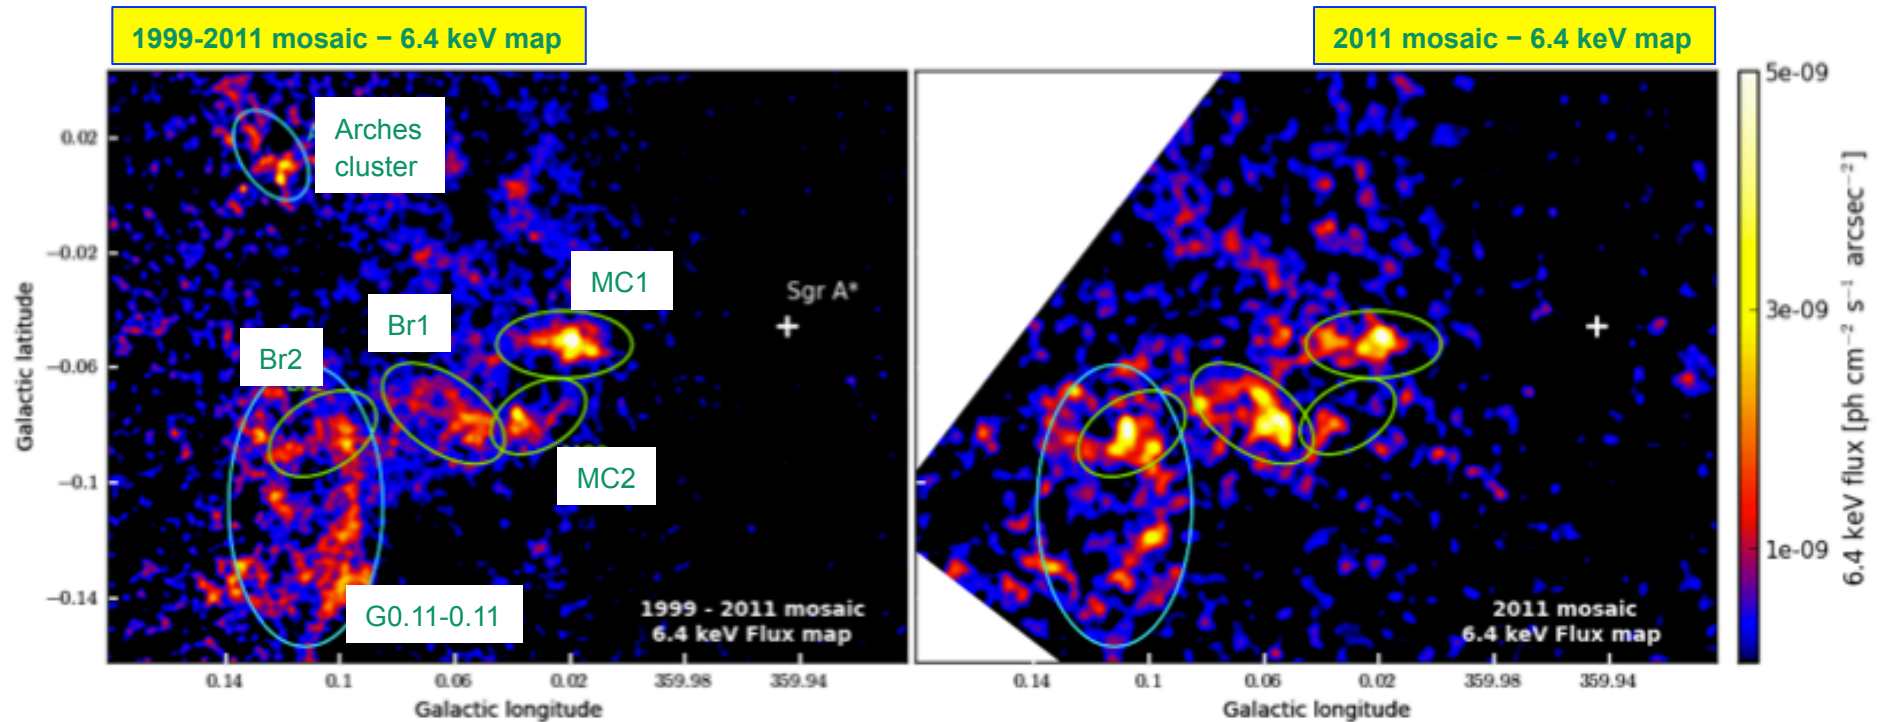 1999-2011 mosaic − 6.4 keV map
2011 mosaic − 6.4 keV map
Arches
cluster
MC1
Sgr A*
Br1
Br2
MC2
G0.11-0.11
1999 - 2011 mosaic
6.4 keV Flux map
2011 mosaic
6.4 keV Flux map
Galactic latitude
0.02
−0.02
−0.06
−0.1
−0.14
0.14
0.1
0.06
0.02
359.98
359.94
Galactic longitude
0.14
0.1
0.06
0.02
359.98
359.94
Galactic longitude
5e-09
3e-09
1e-09
6.4 keV flux [ph cm⁻² s⁻¹ arcsec⁻²]